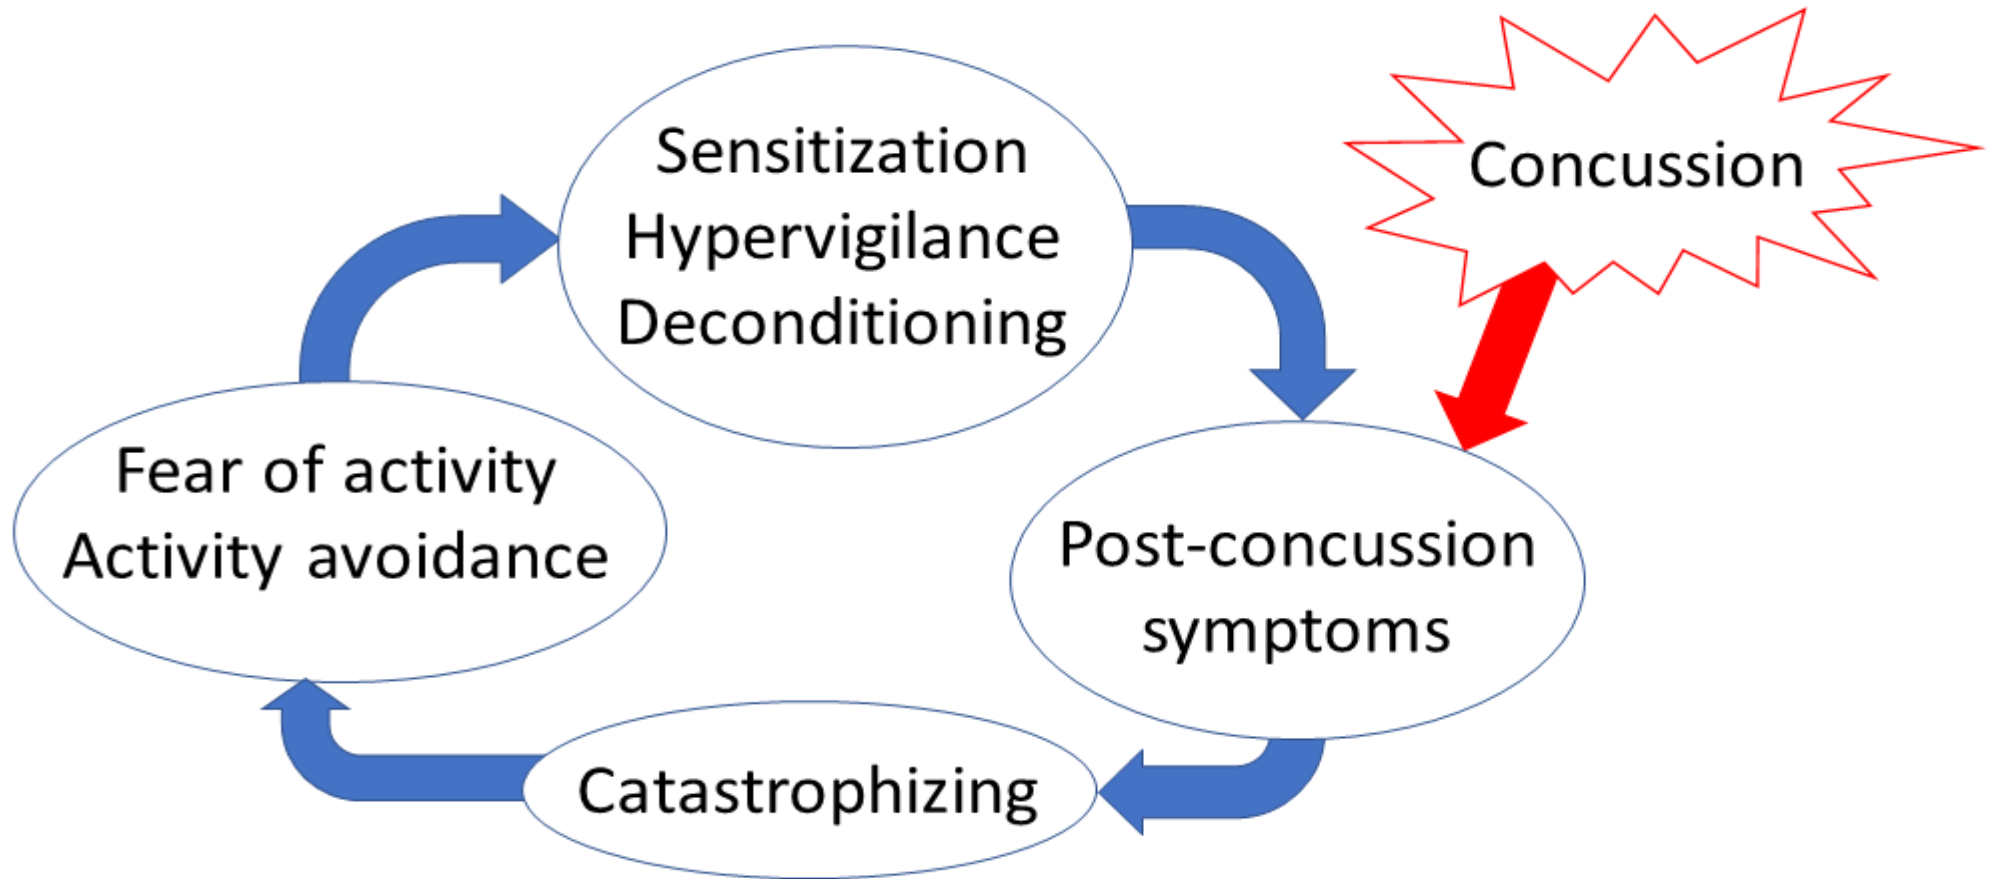 Sensitization
Hypervigilance
Deconditioning
Concussion
Fear of activity
Activity avoidance
Post-concussion
symptoms
Catastrophizing